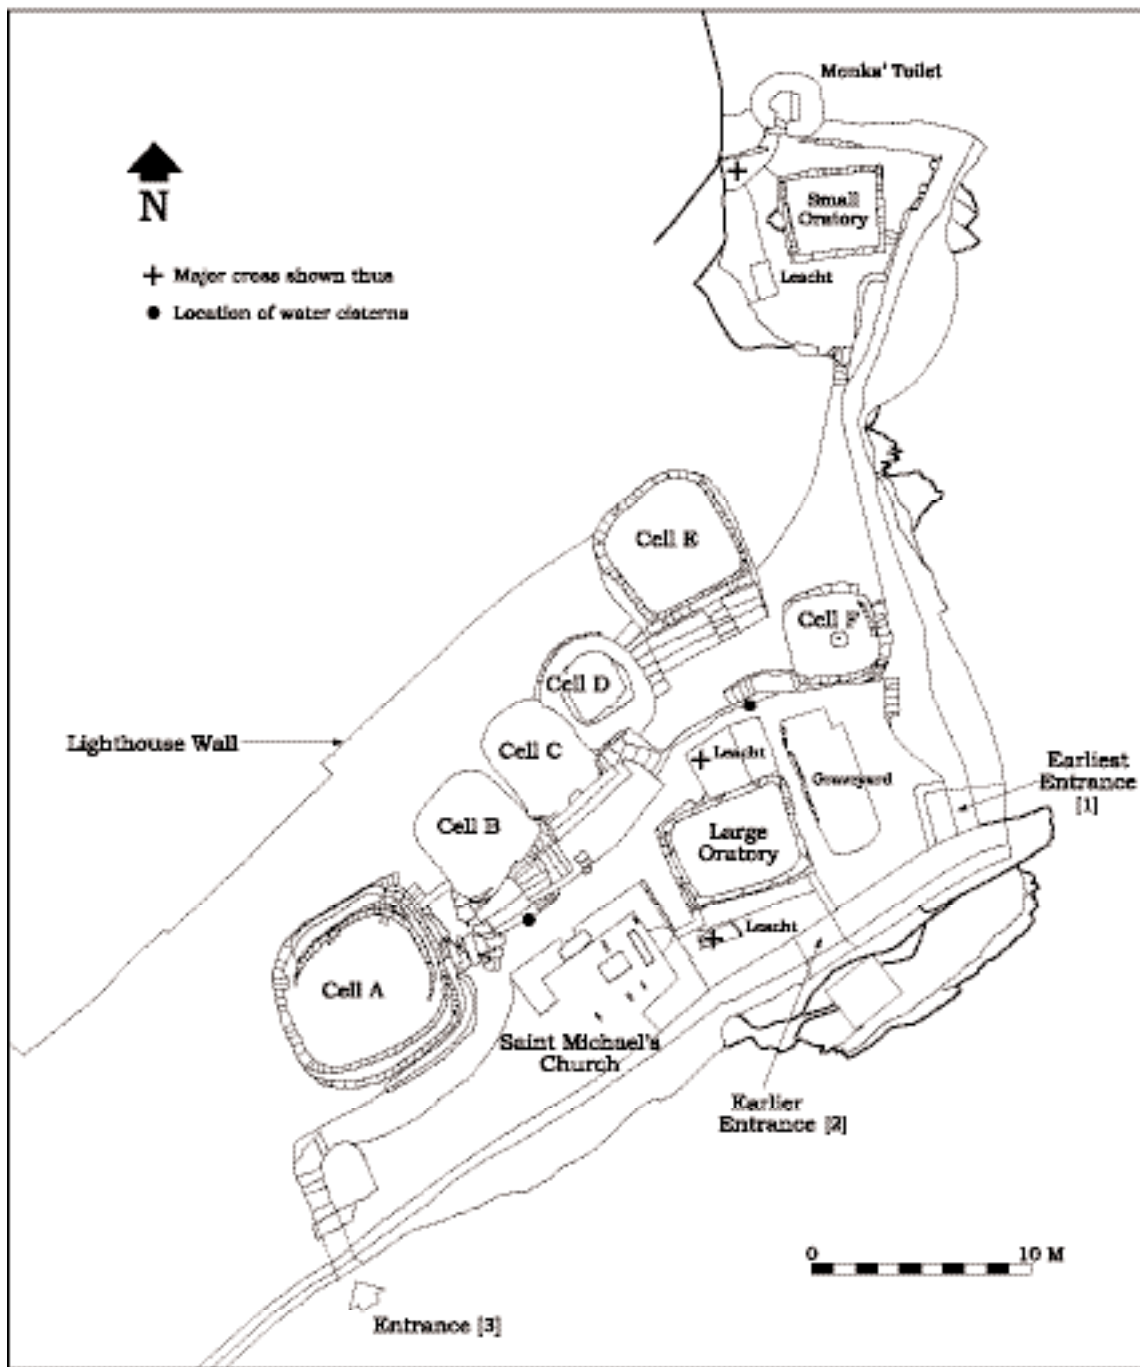 Monks' Toilet
N
Small
Oratory
Major cross shown thus
Leacht
Location of water cisterns
Cell E
Cell F
Cell D
Lighthouse Wall
Cell C
Leacht
Graveyard
Earliest
Entrance
[1]
Cell B
Large
Oratory
Leacht
Cell A
Saint Michael's
Church
Earlier
Entrance [2]
0 10 M
Entrance [3]